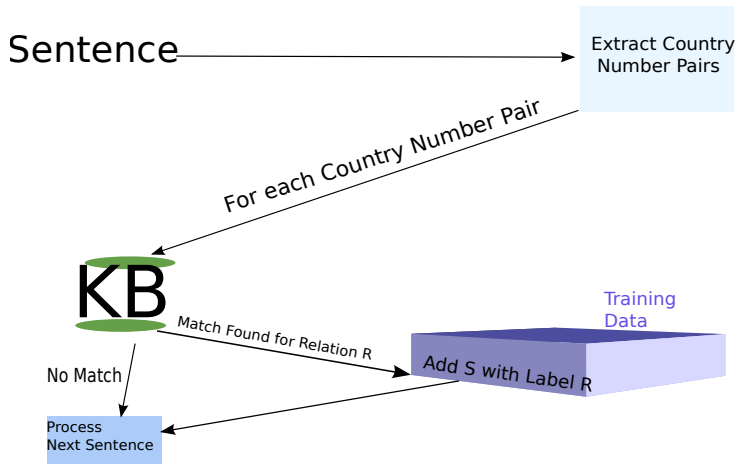 Sentence
Extract Country
Number Pairs
For each Country Number Pair
KB
Match Found for Relation R
Training
Data
Add S with Label R
No Match
Process
Next Sentence